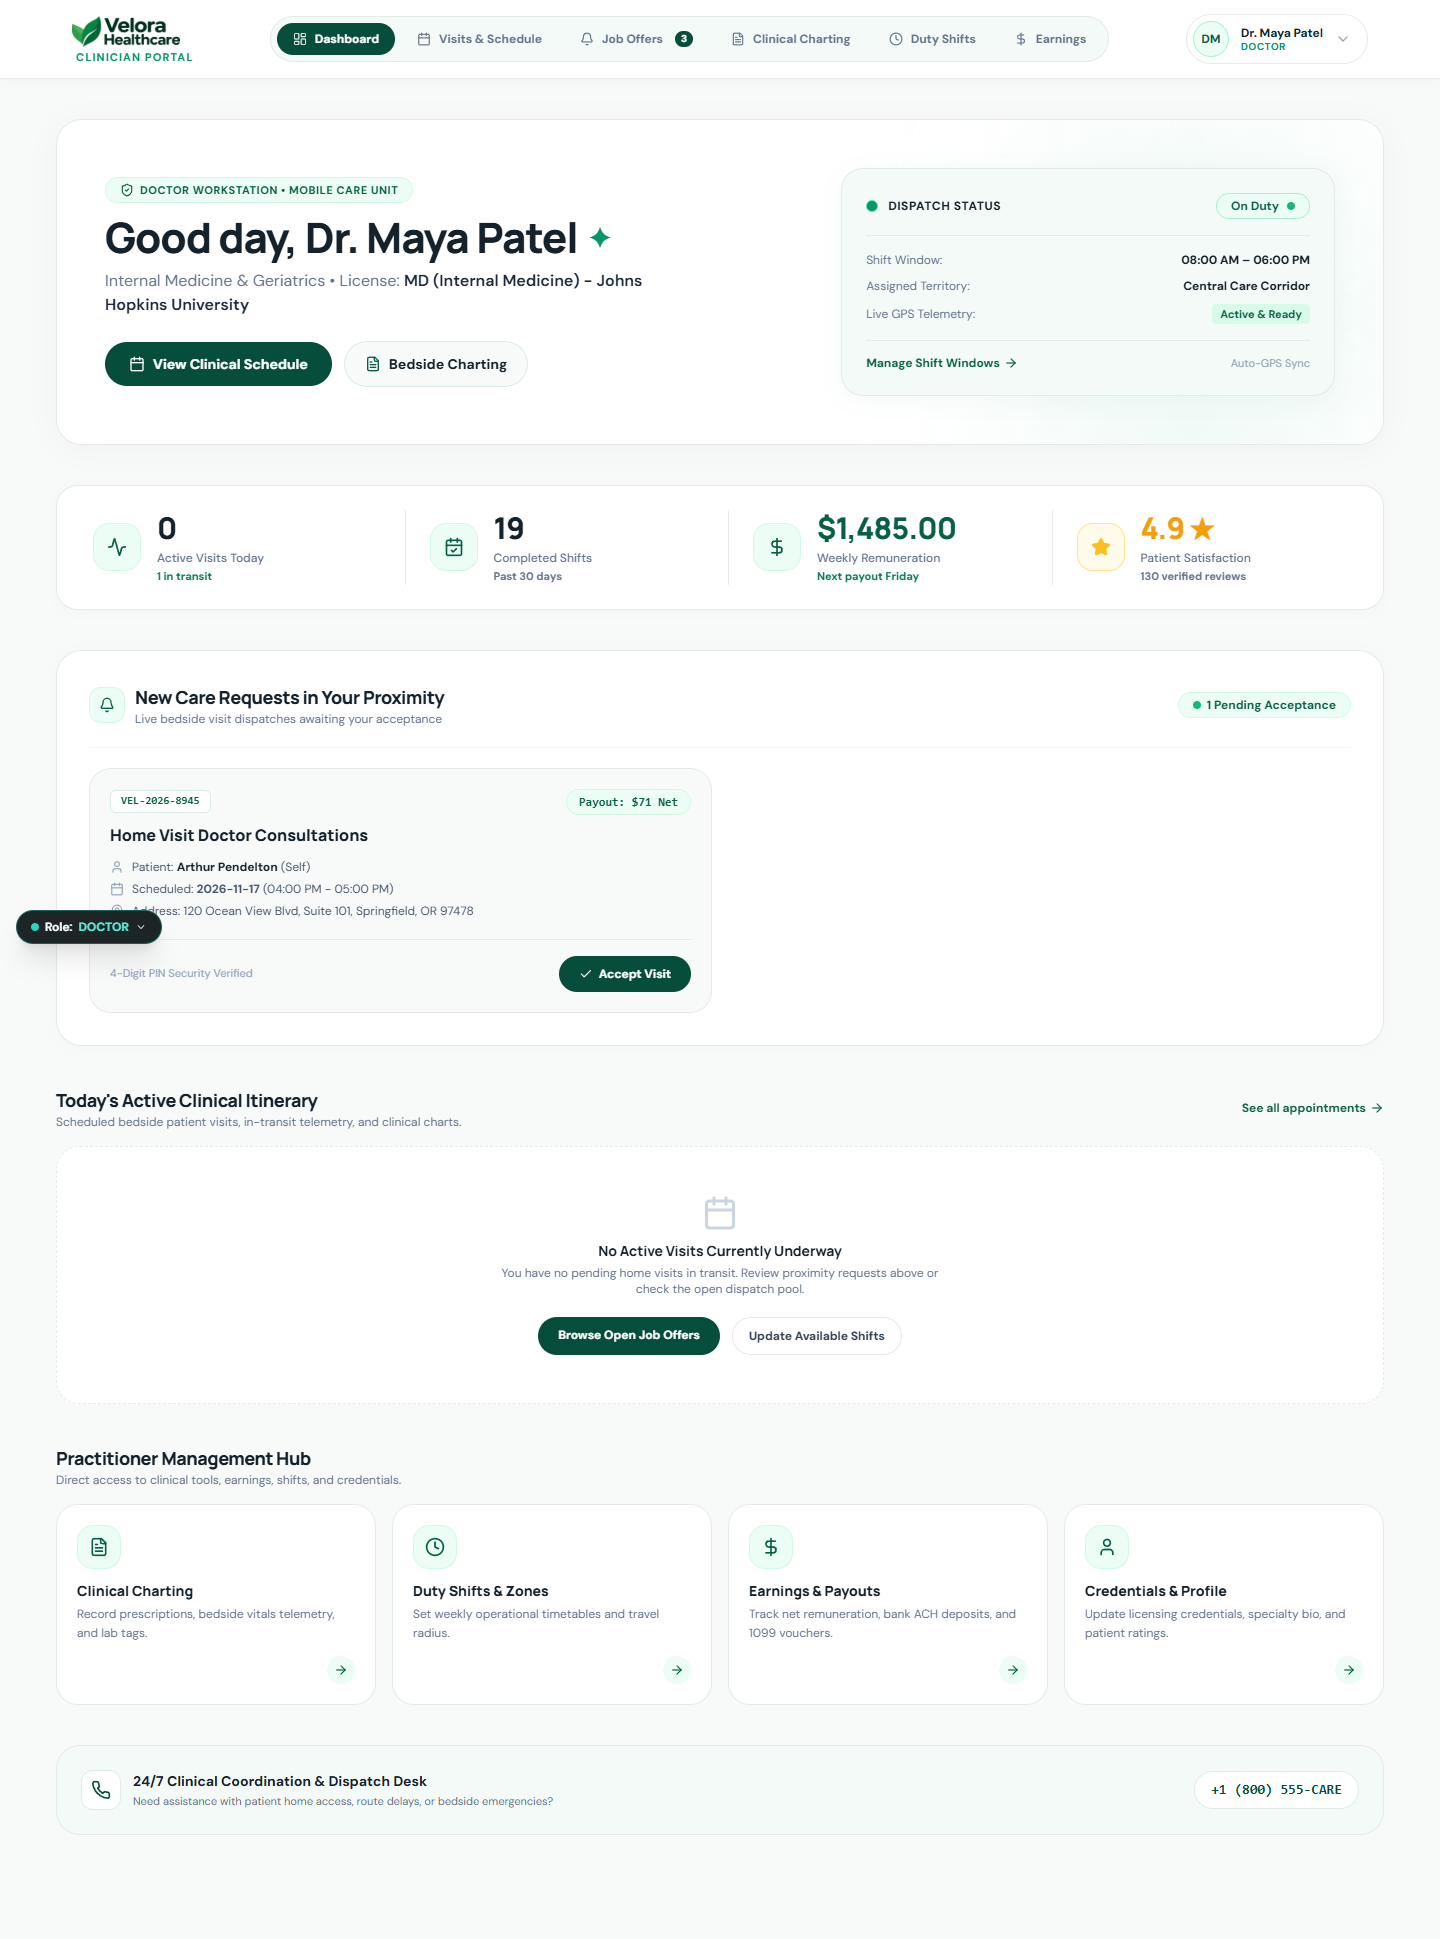 Velora
Healthcare
CLINICIAN PORTAL
Dashboard
Visits & Schedule
Job Offers 3
Clinical Charting
Duty Shifts
Earnings
DM
Dr. Maya Patel
DOCTOR
DOCTOR WORKSTATION • MOBILE CARE UNIT
Good day, Dr. Maya Patel
Internal Medicine & Geriatrics • License: MD (Internal Medicine) - Johns
Hopkins University
View Clinical Schedule
Bedside Charting
DISPATCH STATUS
On Duty
Shift Window: 08:00 AM – 06:00 PM
Assigned Territory: Central Care Corridor
Live GPS Telemetry: Active & Ready
Manage Shift Windows
Auto-GPS Sync
0
Active Visits Today
1 in transit
19
Completed Shifts
Past 30 days
$1,485.00
Weekly Remuneration
Next payout Friday
4.9 ★
Patient Satisfaction
130 verified reviews
New Care Requests in Your Proximity
Live bedside visit dispatches awaiting your acceptance
1 Pending Acceptance
VEL-2026-8945
Payout: $71 Net
Home Visit Doctor Consultations
Patient: Arthur Pendelton (Self)
Scheduled: 2026-11-17 (04:00 PM - 05:00 PM)
Address: 120 Ocean View Blvd, Suite 101, Springfield, OR 97478
Role: DOCTOR
4-Digit PIN Security Verified
Accept Visit
Today's Active Clinical Itinerary
Scheduled bedside patient visits, in-transit telemetry, and clinical charts.
See all appointments
No Active Visits Currently Underway
You have no pending home visits in transit. Review proximity requests above or
check the open dispatch pool.
Browse Open Job Offers
Update Available Shifts
Practitioner Management Hub
Direct access to clinical tools, earnings, shifts, and credentials.
Clinical Charting
Record prescriptions, bedside vitals telemetry,
and lab tags.
Duty Shifts & Zones
Set weekly operational timetables and travel
radius.
Earnings & Payouts
Track net remuneration, bank ACH deposits, and
1099 vouchers.
Credentials & Profile
Update licensing credentials, specialty bio, and
patient ratings.
24/7 Clinical Coordination & Dispatch Desk
Need assistance with patient home access, route delays, or bedside emergencies?
+1 (800) 555-CARE